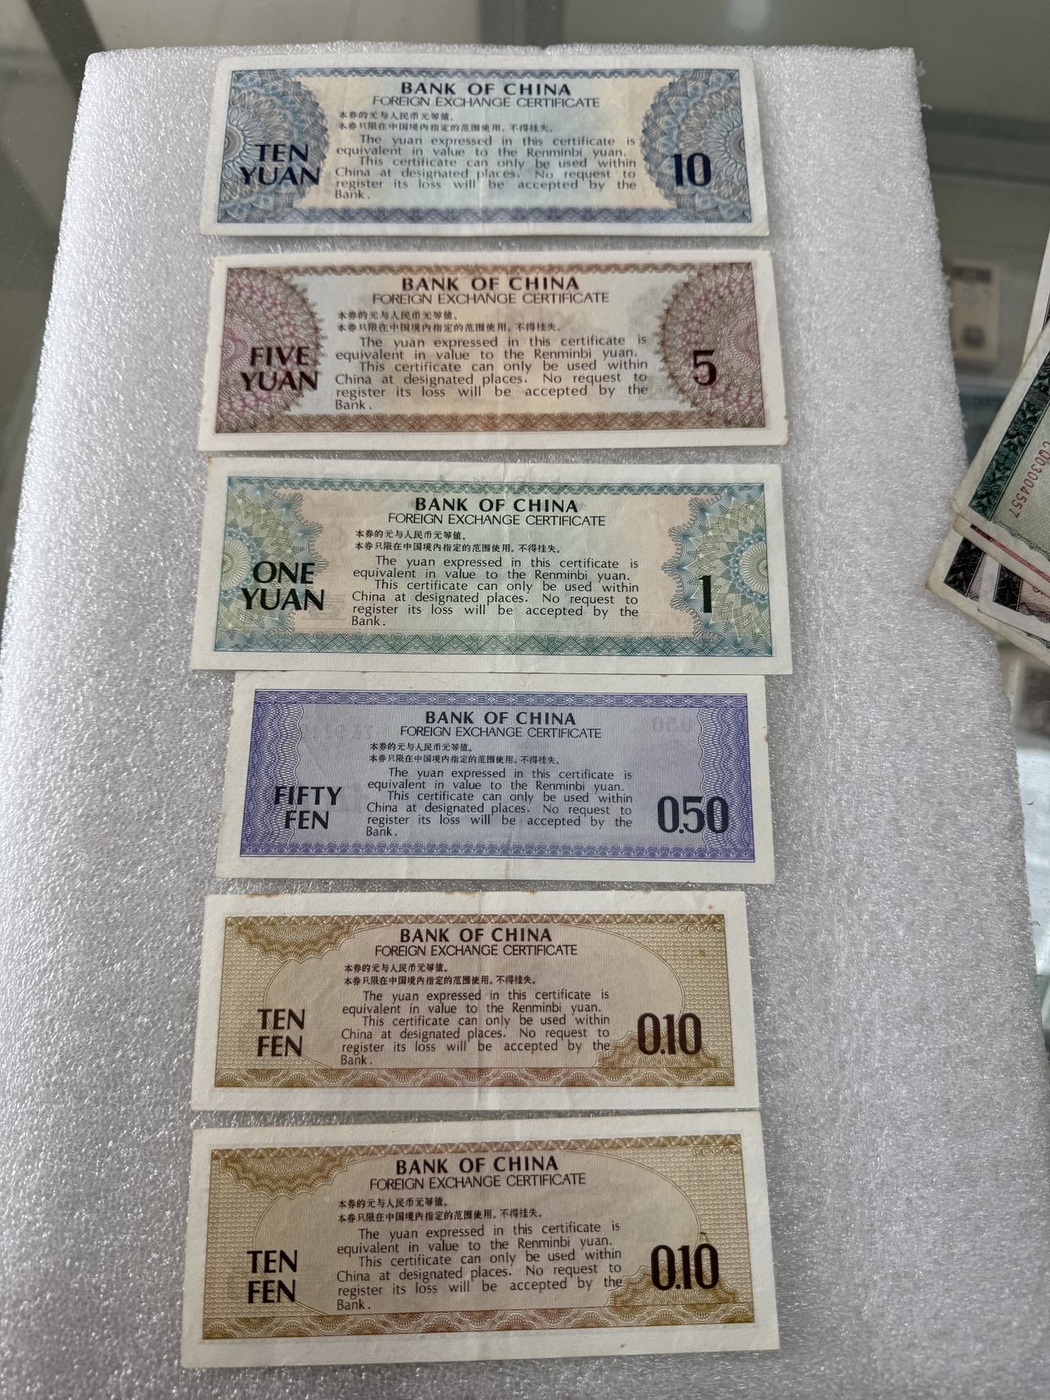 BANK OF CHINA
FOREIGN EXCHANGE CERTIFICATE
本券的元与人民币元等值。
本券只限在中国境内指定的范围使用，不得挂失。
The yuan expressed in this certificate is
equivalent in value to the Renminbi yuan.
This certificate can only be used within
China at designated places. No request to
register its loss will be accepted by the
Bank.
TEN
YUAN
10
BANK OF CHINA
FOREIGN EXCHANGE CERTIFICATE
本券的元与人民币元等值。
本券只限在中国境内指定的范围使用，不得挂失。
The yuan expressed in this certificate is
equivalent in value to the Renminbi yuan.
This certificate can only be used within
China at designated places. No request to
register its loss will be accepted by the
Bank.
FIVE
YUAN
5
BANK OF CHINA
FOREIGN EXCHANGE CERTIFICATE
本券的元与人民币元等值。
本券只限在中国境内指定的范围使用，不得挂失。
The yuan expressed in this certificate is
equivalent in value to the Renminbi yuan.
This certificate can only be used within
China at designated places. No request to
register its loss will be accepted by the
Bank.
ONE
YUAN
1
BANK OF CHINA
FOREIGN EXCHANGE CERTIFICATE
本券的元与人民币元等值。
本券只限在中国境内指定的范围使用，不得挂失。
The yuan expressed in this certificate is
equivalent in value to the Renminbi yuan.
This certificate can only be used within
China at designated places. No request to
register its loss will be accepted by the
Bank.
FIFTY
FEN
0.50
BANK OF CHINA
FOREIGN EXCHANGE CERTIFICATE
本券的元与人民币元等值。
本券只限在中国境内指定的范围使用，不得挂失。
The yuan expressed in this certificate is
equivalent in value to the Renminbi yuan.
This certificate can only be used within
China at designated places. No request to
register its loss will be accepted by the
Bank.
TEN
FEN
0.10
BANK OF CHINA
FOREIGN EXCHANGE CERTIFICATE
本券的元与人民币元等值。
本券只限在中国境内指定的范围使用，不得挂失。
The yuan expressed in this certificate is
equivalent in value to the Renminbi yuan.
This certificate can only be used within
China at designated places. No request to
register its loss will be accepted by the
Bank.
TEN
FEN
0.10